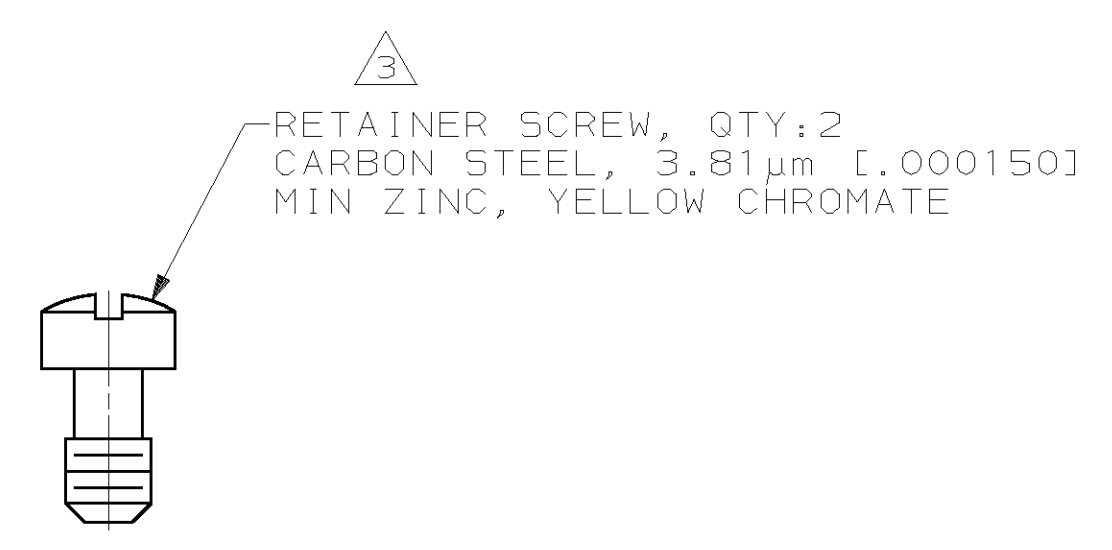 3
RETAINER SCREW, QTY:2
CARBON STEEL, 3.81µm [.000150]
MIN ZINC, YELLOW CHROMATE